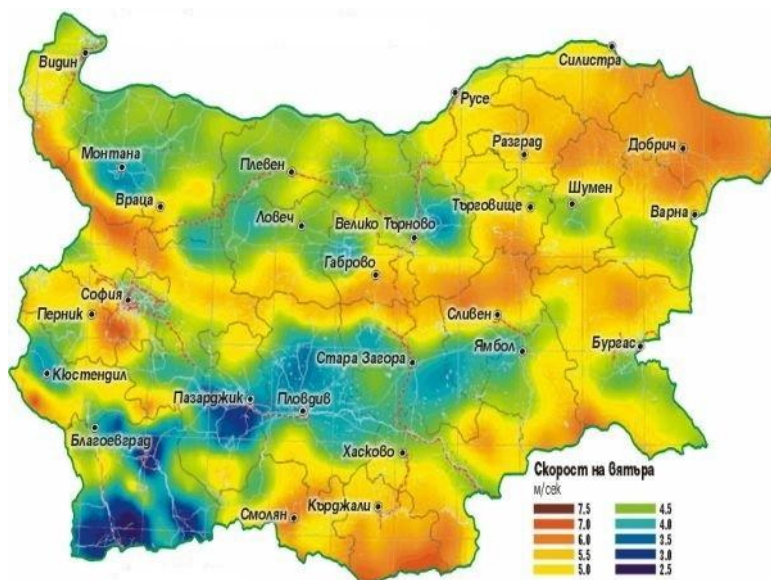 Видин
Силистра
Русе
Монтана
Плевен
Разград
Добрич
Враца
Ловеч
Велико Търново
Търговище
Шумен
Варна
Габрово
София
Перник
Сливен
Стара Загора
Ямбол
Бургас
Кюстендил
Пазарджик
Пловдив
Благоевград
Хасково
Смолян
Кърджали
Скорост на вятъра
м/сек
7.5 4.5
7.0 4.0
6.0 3.5
5.5 3.0
5.0 2.5